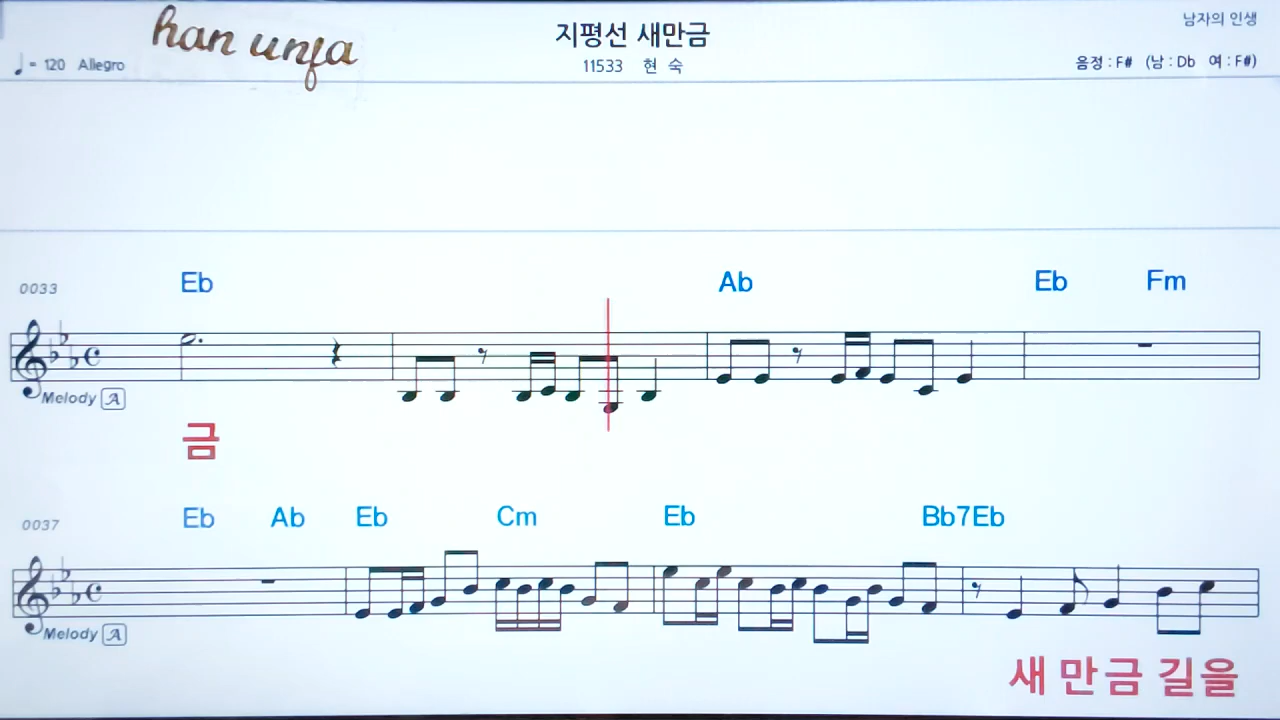 han unfa
지평선 새만금
남자의 인생
♩= 120 Allegro
11533 현 숙
음정 : F# (남 : Db 여 : F#)
0033
Eb Ab Eb Fm
Melody A
금
0037
Eb Ab Eb Cm Eb Bb7Eb
Melody A
새 만금 길을